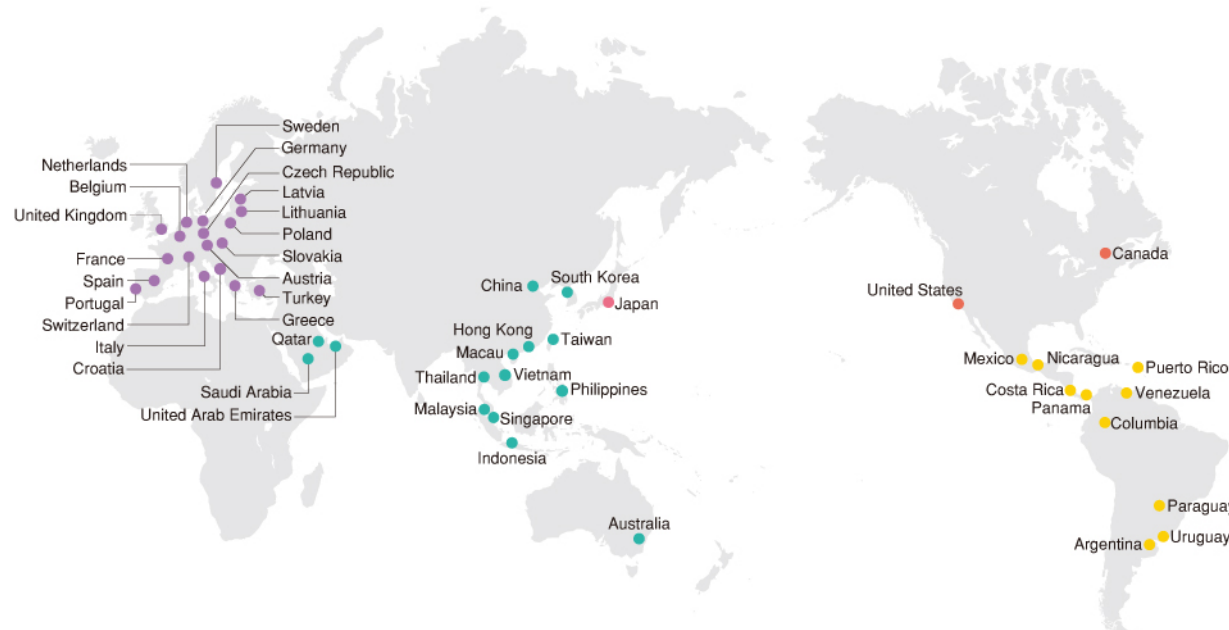 Sweden
Germany
Netherlands
Czech Republic
Belgium
Latvia
United Kingdom
Lithuania
Poland
France
Slovakia
Spain
Austria
Portugal
Turkey
Switzerland
Greece
Italy
Croatia
Qatar
Saudi Arabia
United Arab Emirates
China
South Korea
Japan
Hong Kong
Taiwan
Macau
Thailand
Vietnam
Philippines
Malaysia
Singapore
Indonesia
Australia
Canada
United States
Mexico
Nicaragua
Puerto Rico
Costa Rica
Venezuela
Panama
Columbia
Paraguay
Uruguay
Argentina